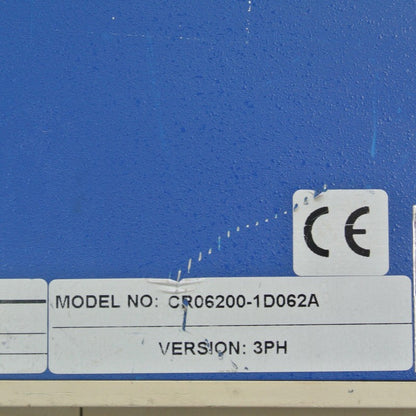 CE
MODEL NO: CR06200-1D062A
VERSION: 3PH